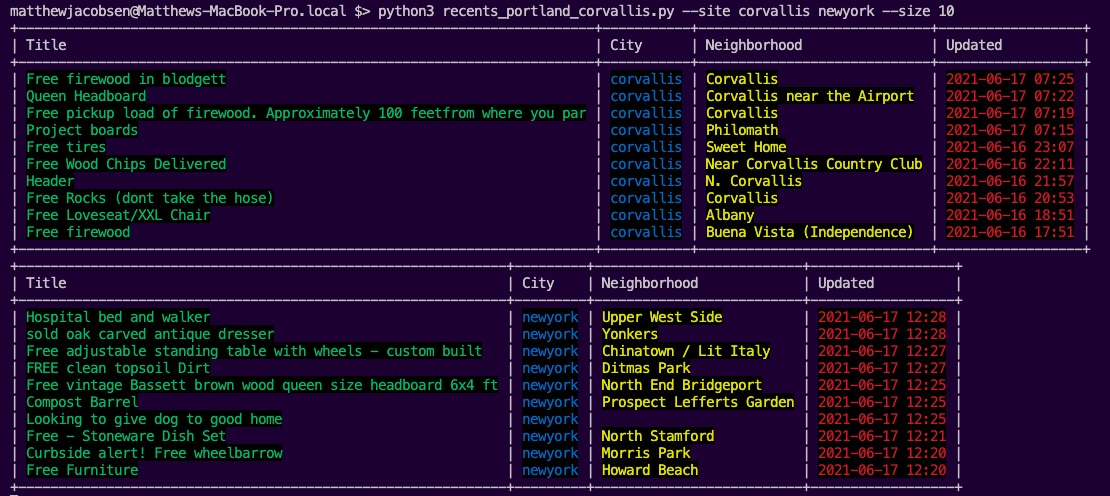 matthewjacobsen@Matthews-MacBook-Pro.local $> python3 recents_portland_corvallis.py --site corvallis newyork --size 10
| Title | City | Neighborhood | Updated |
| Free firewood in blodgett | corvallis | Corvallis | 2021-06-17 07:25 |
| Queen Headboard | corvallis | Corvallis near the Airport | 2021-06-17 07:22 |
| Free pickup load of firewood. Approximately 100 feetfrom where you par | corvallis | Corvallis | 2021-06-17 07:19 |
| Project boards | corvallis | Philomath | 2021-06-17 07:15 |
| Free tires | corvallis | Sweet Home | 2021-06-16 23:07 |
| Free Wood Chips Delivered | corvallis | Near Corvallis Country Club | 2021-06-16 22:11 |
| Header | corvallis | N. Corvallis | 2021-06-16 21:57 |
| Free Rocks (dont take the hose) | corvallis | Corvallis | 2021-06-16 20:53 |
| Free Loveseat/XXL Chair | corvallis | Albany | 2021-06-16 18:51 |
| Free firewood | corvallis | Buena Vista (Independence) | 2021-06-16 17:51 |
| Title | City | Neighborhood | Updated |
| Hospital bed and walker | newyork | Upper West Side | 2021-06-17 12:28 |
| sold oak carved antique dresser | newyork | Yonkers | 2021-06-17 12:28 |
| Free adjustable standing table with wheels – custom built | newyork | Chinatown / Lit Italy | 2021-06-17 12:27 |
| FREE clean topsoil Dirt | newyork | Ditmas Park | 2021-06-17 12:27 |
| Free vintage Bassett brown wood queen size headboard 6x4 ft | newyork | North End Bridgeport | 2021-06-17 12:25 |
| Compost Barrel | newyork | Prospect Lefferts Garden | 2021-06-17 12:25 |
| Looking to give dog to good home | newyork | | 2021-06-17 12:25 |
| Free – Stoneware Dish Set | newyork | North Stamford | 2021-06-17 12:21 |
| Curbside alert! Free wheelbarrow | newyork | Morris Park | 2021-06-17 12:20 |
| Free Furniture | newyork | Howard Beach | 2021-06-17 12:20 |